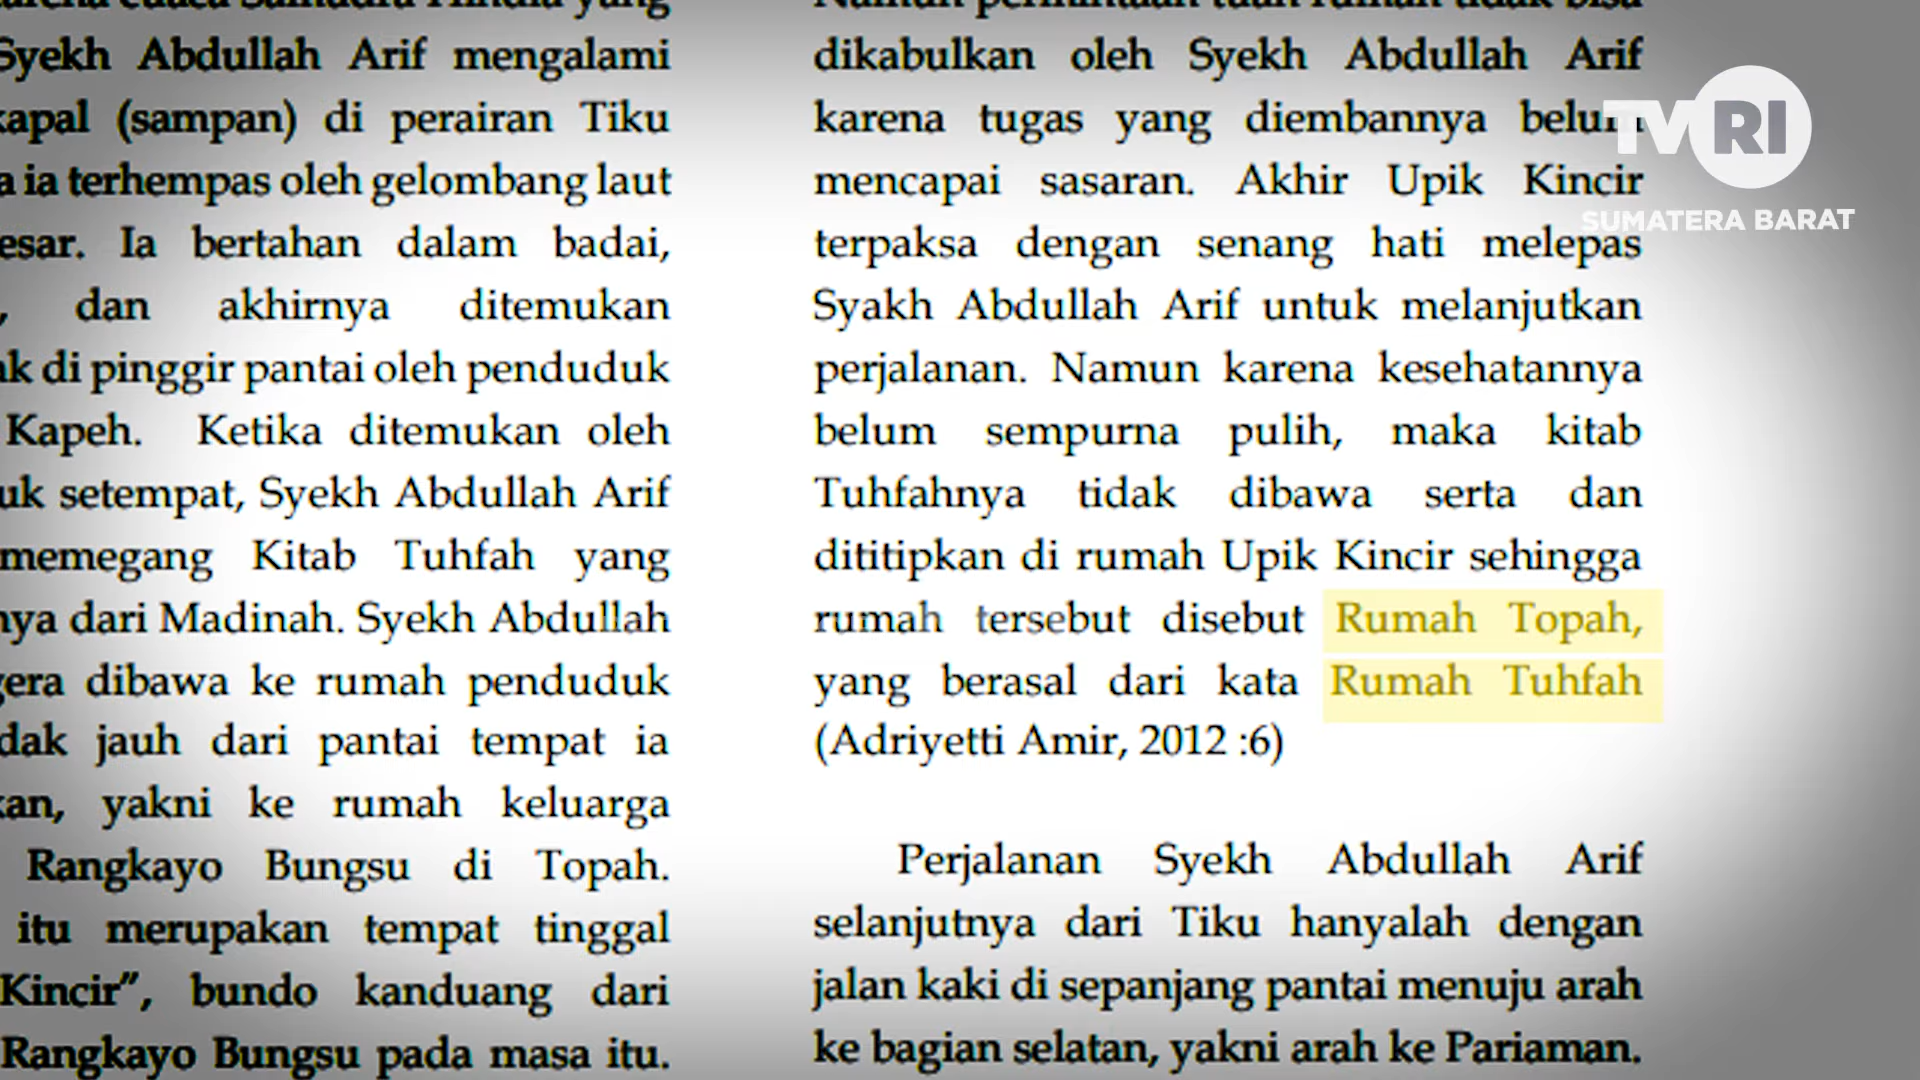 Syekh Abdullah Arif mengalami
kapal (sampan) di perairan Tiku
ia terhempas oleh gelombang laut
Ia bertahan dalam badai,
dan akhirnya ditemukan
di pinggir pantai oleh penduduk
Kapeh. Ketika ditemukan oleh
setempat, Syekh Abdullah Arif
memegang Kitab Tuhfah yang
dari Madinah. Syekh Abdullah
dibawa ke rumah penduduk
jauh dari pantai tempat ia
yakni ke rumah keluarga
Rangkayo Bungsu di Topah.
itu merupakan tempat tinggal
Kincir”, bundo kanduang dari
Rangkayo Bungsu pada masa itu.
Namun permintaan tuan rumah tidak bisa
dikabulkan oleh Syekh Abdullah Arif
karena tugas yang diembannya belum
mencapai sasaran. Akhir Upik Kincir
terpaksa dengan senang hati melepas
Syakh Abdullah Arif untuk melanjutkan
perjalanan. Namun karena kesehatannya
belum sempurna pulih, maka kitab
Tuhfahnya tidak dibawa serta dan
dititipkan di rumah Upik Kincir sehingga
rumah tersebut disebut Rumah Topah,
yang berasal dari kata Rumah Tuhfah
(Adriyetti Amir, 2012 :6)
Perjalanan Syekh Abdullah Arif
selanjutnya dari Tiku hanyalah dengan
jalan kaki di sepanjang pantai menuju arah
ke bagian selatan, yakni arah ke Pariaman.
TVRI
SUMATERA BARAT